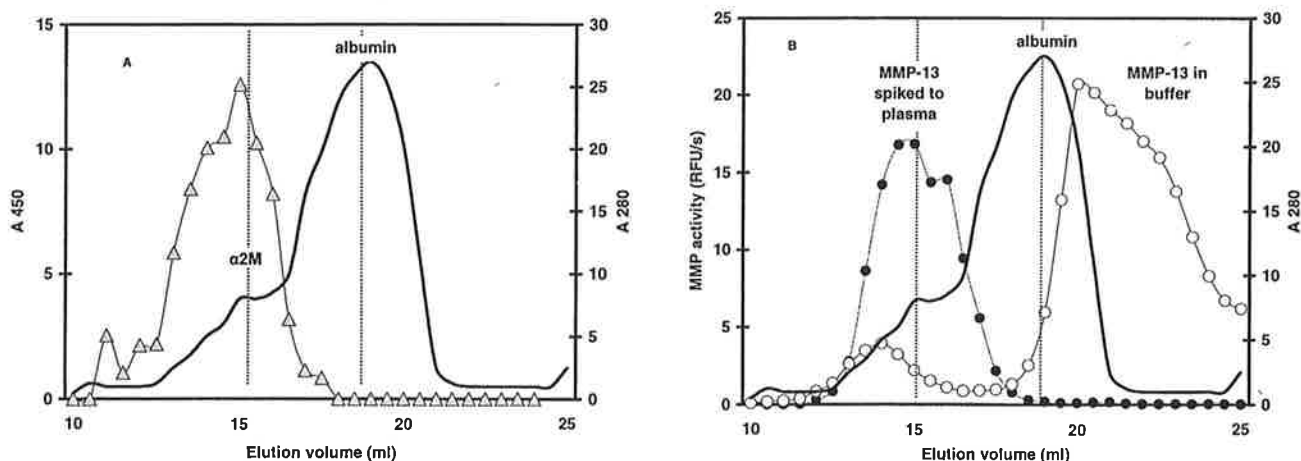 A
albumin
α2M
15
10
5
0
A 450
30
25
20
15
10
5
0
A 280
10
15
20
25
Elution volume (ml)
B
albumin
MMP-13
spiked to
plasma
MMP-13 in
buffer
25
20
15
10
5
0
MMP activity (RFU/s)
30
25
20
15
10
5
0
A 280
10
15
20
25
Elution volume (ml)